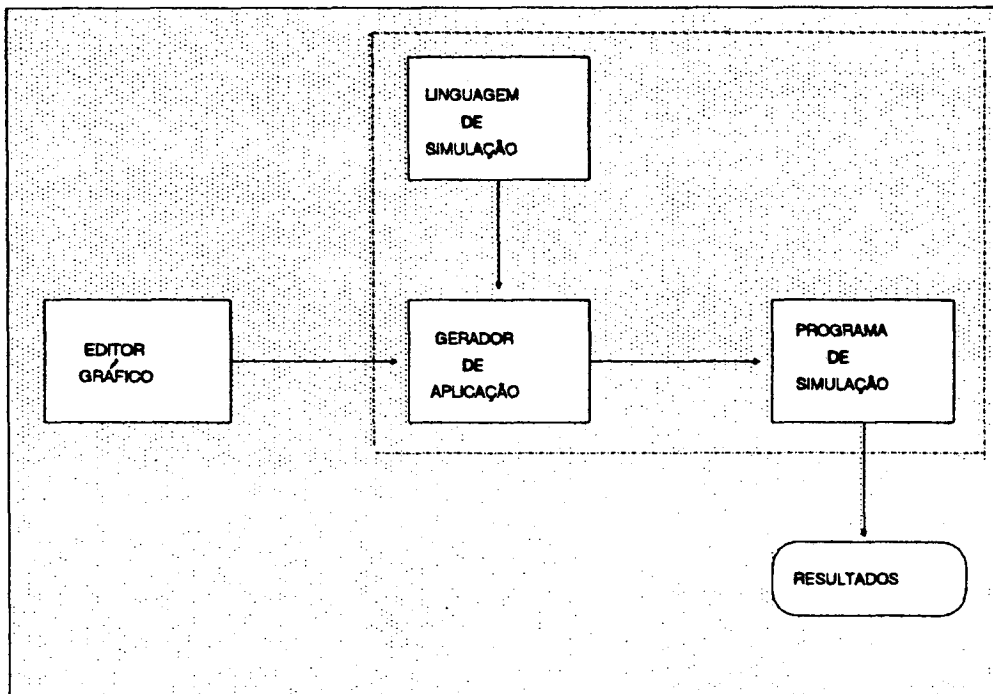 LINGUAGEM
DE
SIMULAÇÃO
EDITOR
GRÁFICO
GERADOR
DE
APLICAÇÃO
PROGRAMA
DE
SIMULAÇÃO
RESULTADOS